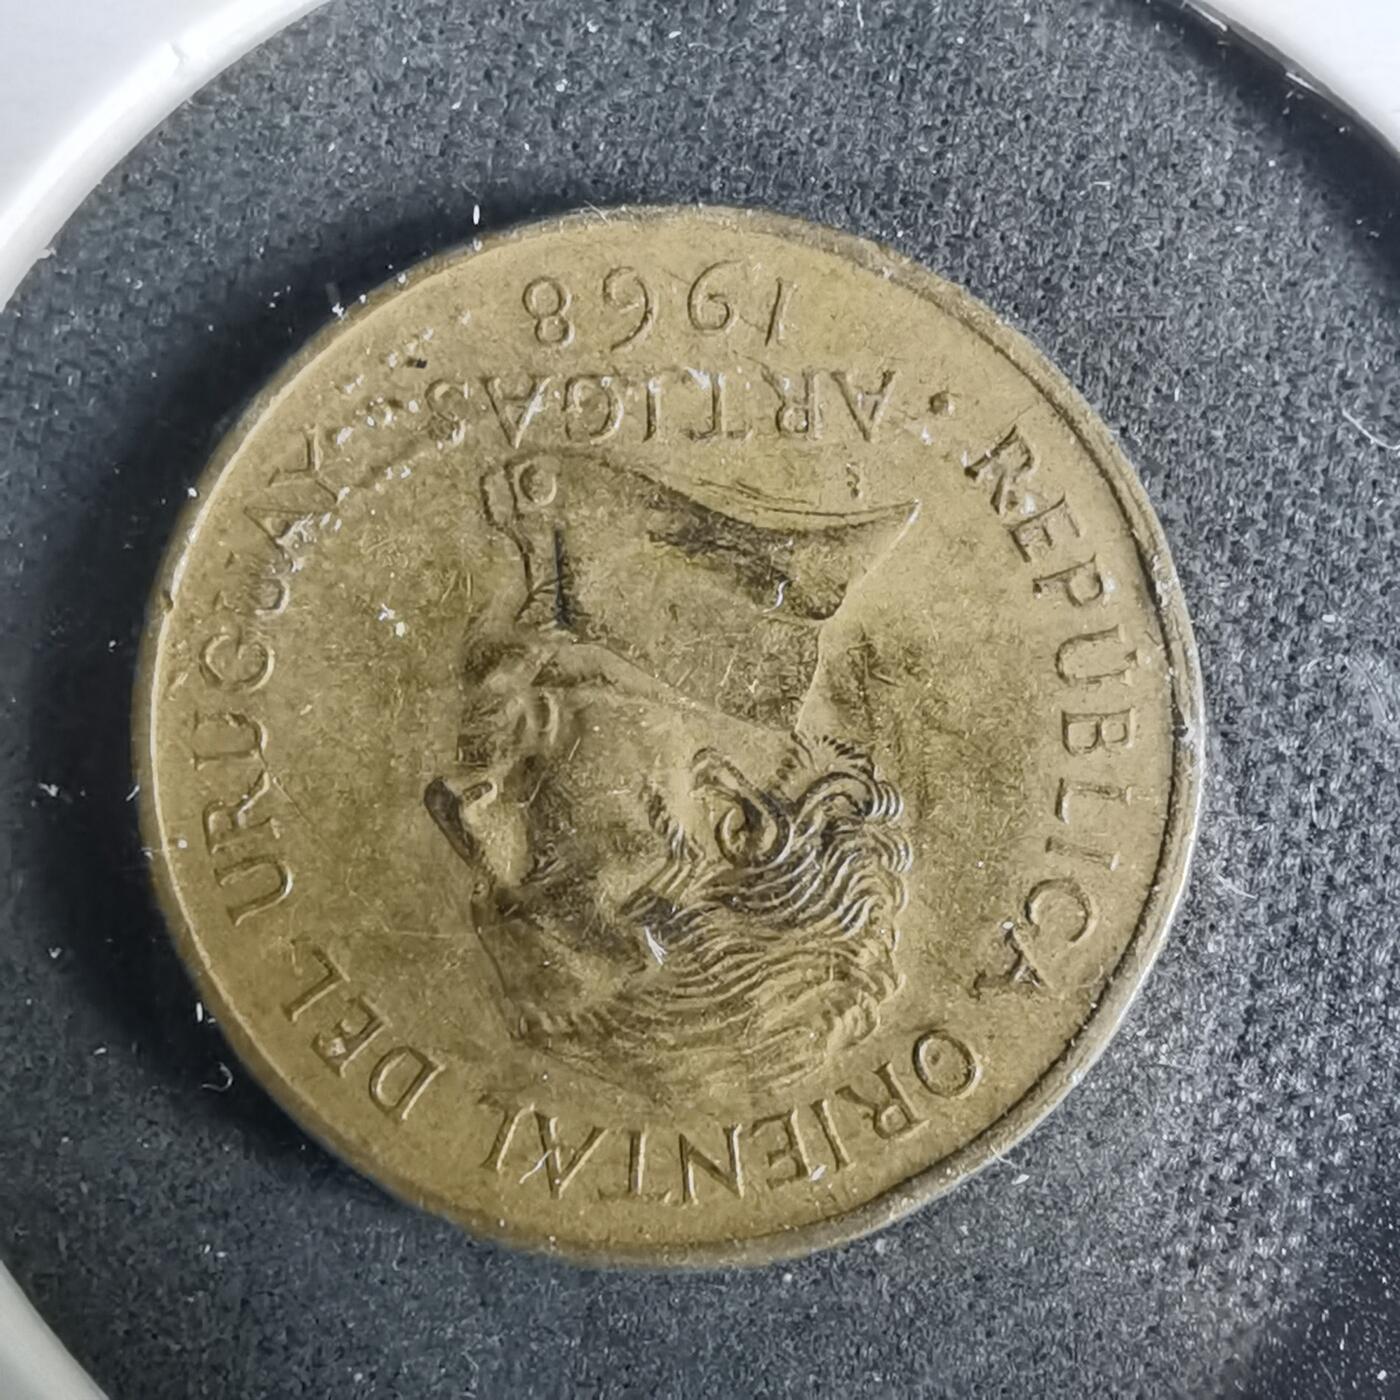 REPUBLICA ORIENTAL DEL URUGUAY
ARTIGAS
1968